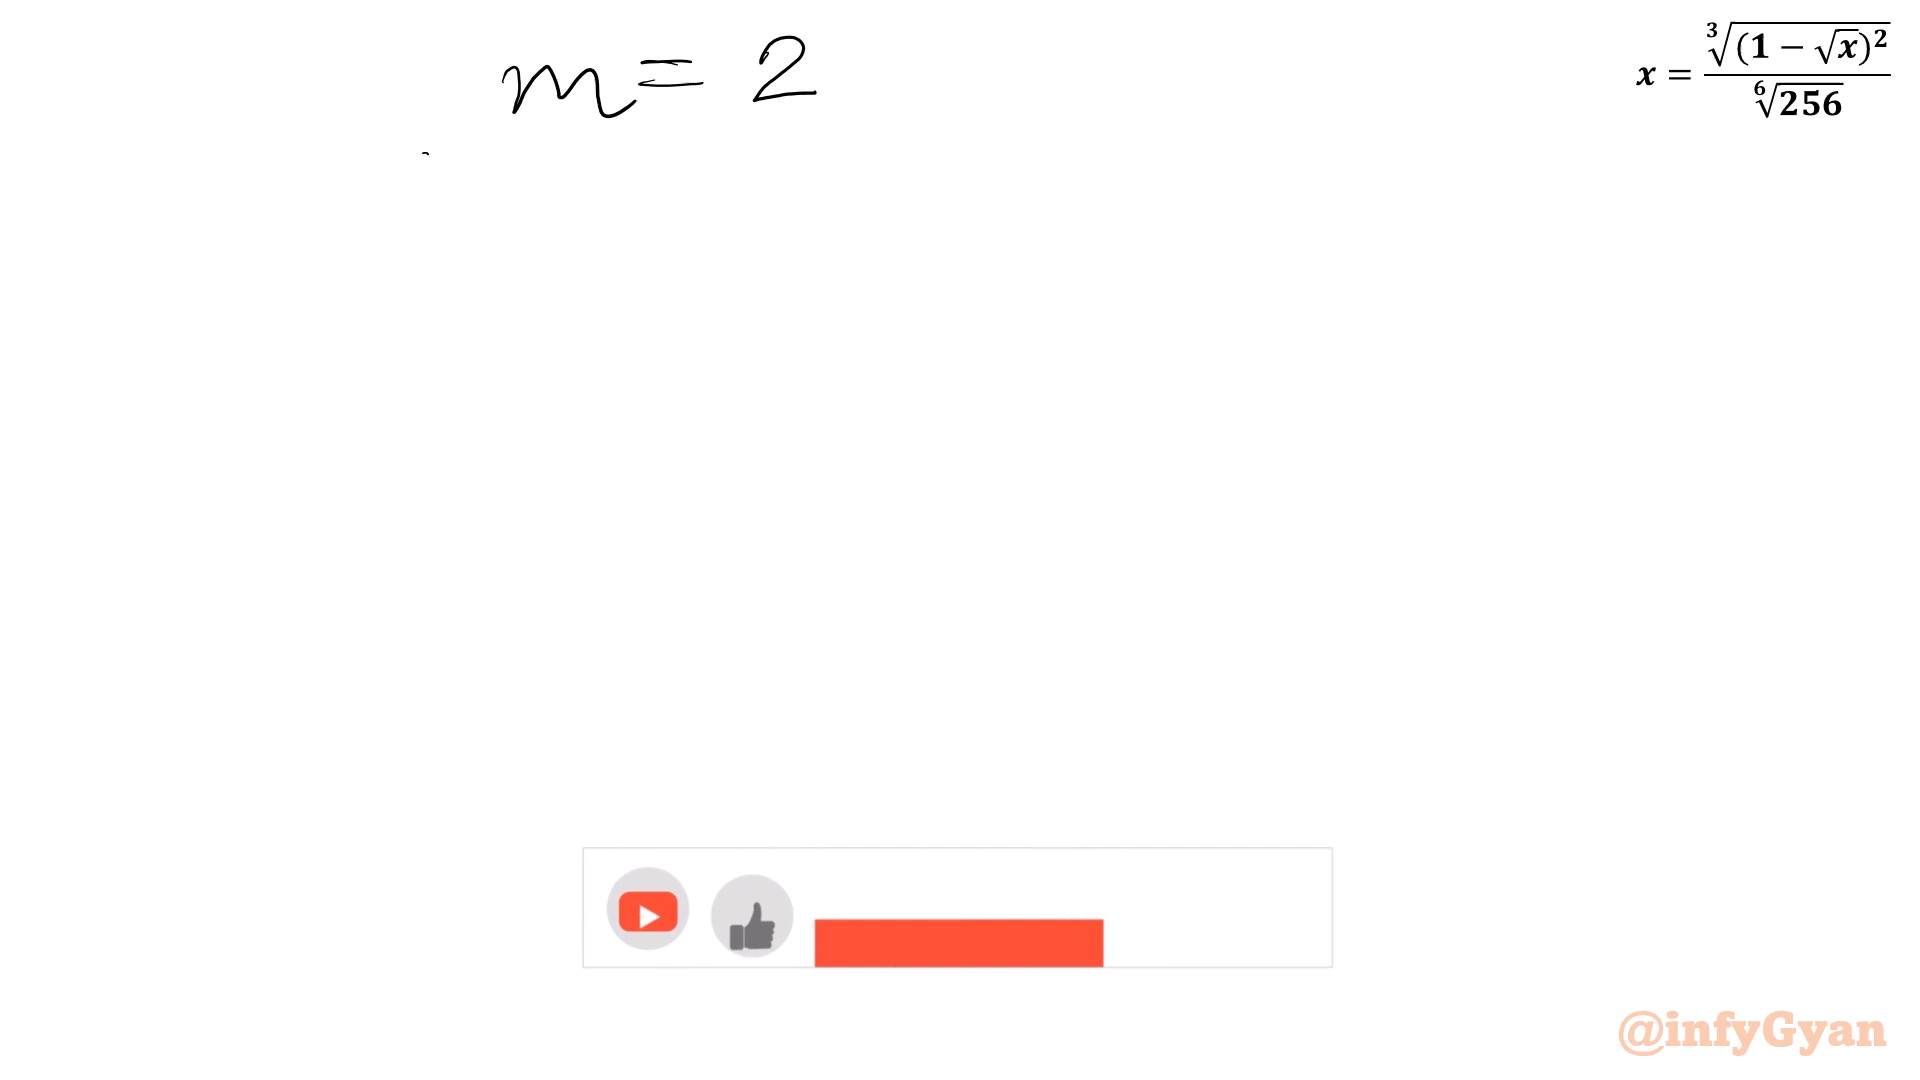 m = 2
x = ∛((1 − √x)²) / ⁶√256
@infyGyan